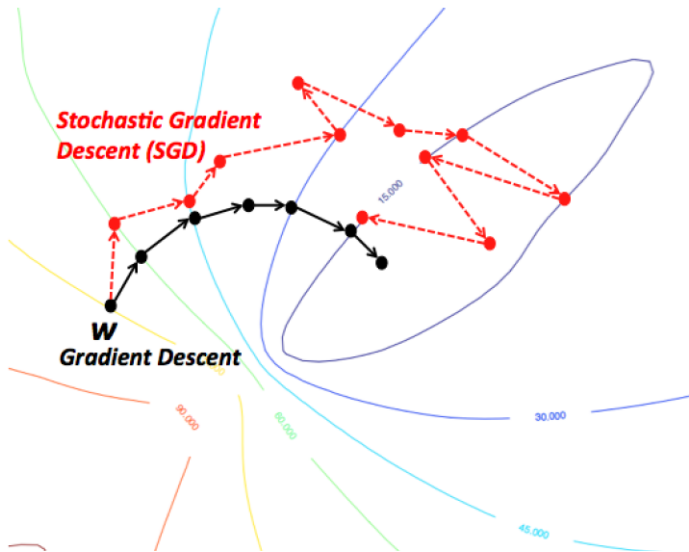 Stochastic Gradient
Descent (SGD)
15.000
W
Gradient Descent
90.000
60.000
30.000
45.000